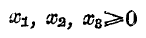 x₁, x₂, x₃⩾0